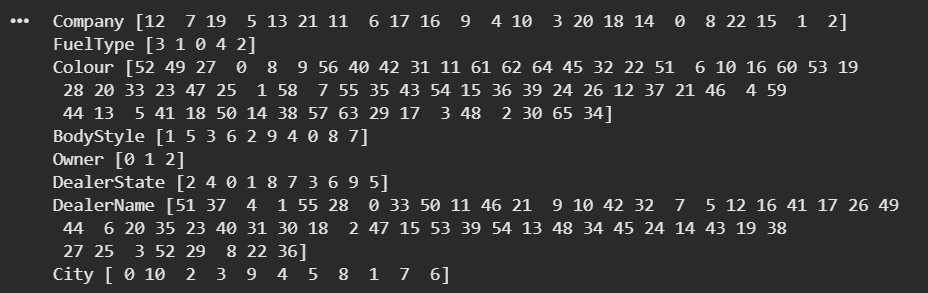 ••• Company [12  7 19  5 13 21 11  6 17 16  9  4 10  3 20 18 14  0  8 22 15  1  2]
FuelType [3 1 0 4 2]
Colour [52 49 27  0  8  9 56 40 42 31 11 61 62 64 45 32 22 51  6 10 16 60 53 19
 28 20 33 23 47 25  1 58  7 55 35 43 54 15 36 39 24 26 12 37 21 46  4 59
 44 13  5 41 18 50 14 38 57 63 29 17  3 48  2 30 65 34]
BodyStyle [1 5 3 6 2 9 4 0 8 7]
Owner [0 1 2]
DealerState [2 4 0 1 8 7 3 6 9 5]
DealerName [51 37  4  1 55 28  0 33 50 11 46 21  9 10 42 32  7  5 12 16 41 17 26 49
 44  6 20 35 23 40 31 30 18  2 47 15 53 39 54 13 48 34 45 24 14 43 19 38
 27 25  3 52 29  8 22 36]
City [ 0 10  2  3  9  4  5  8  1  7  6]